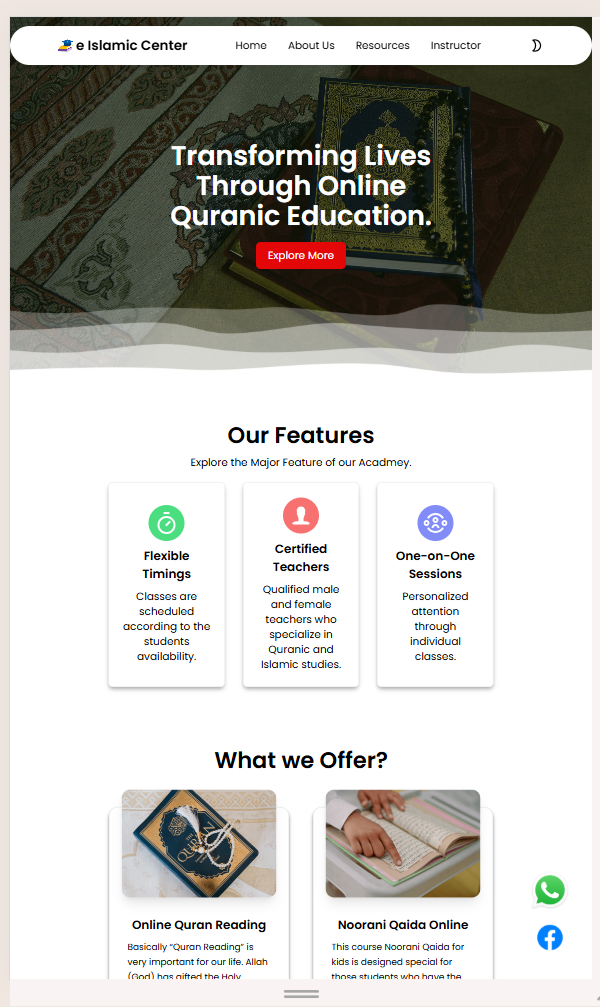 e Islamic Center
Home
About Us
Resources
Instructor
Transforming Lives
Through Online
Quranic Education.
Explore More
Our Features
Explore the Major Feature of our Acadmey.
Flexible
Timings
Classes are
scheduled
according to the
students
availability.
Certified
Teachers
Qualified male
and female
teachers who
specialize in
Quranic and
Islamic studies.
One-on-One
Sessions
Personalized
attention
through
individual
classes.
What we Offer?
THE
QURAN
Online Quran Reading
Basically “Quran Reading” is
very important for our life. Allah
(God) has gifted the Holy
Noorani Qaida Online
This course Noorani Qaida for
kids is designed special for
those students who have the